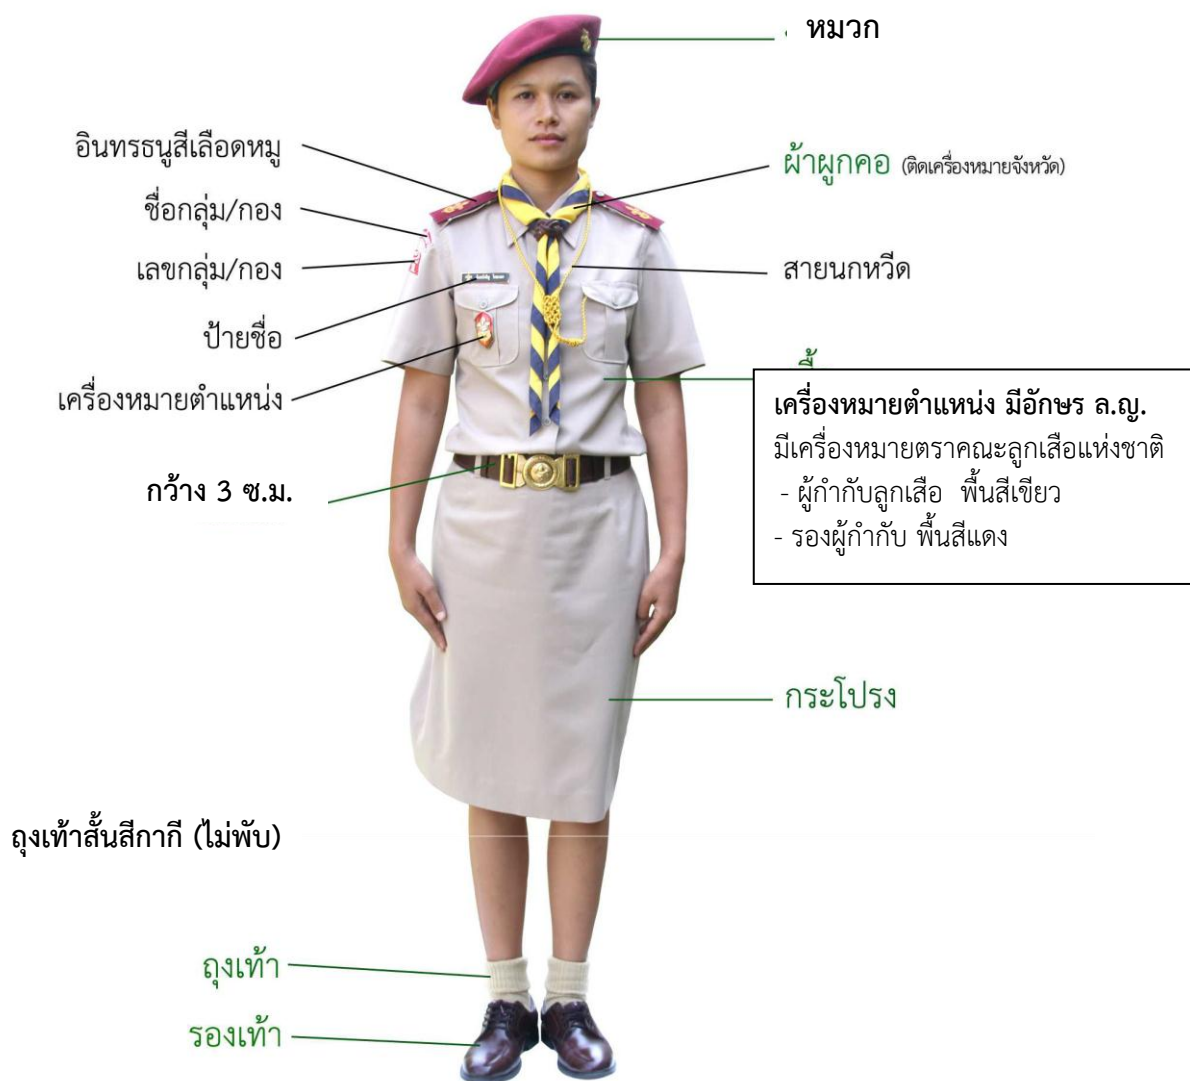 หมวก
อินทรธนูสีเลือดหมู
ผ้าผูกคอ (ติดเครื่องหมายจังหวัด)
ชื่อกลุ่ม/กอง
เลขกลุ่ม/กอง
สายนกหวีด
ป้ายชื่อ
เครื่องหมายตำแหน่ง
เครื่องหมายตำแหน่ง มีอักษร ล.ญ.
มีเครื่องหมายตราคณะลูกเสือแห่งชาติ
- ผู้กำกับลูกเสือ พื้นสีเขียว
- รองผู้กำกับ พื้นสีแดง
กว้าง 3 ซ.ม.
กระโปรง
ถุงเท้าสั้นสีกากี (ไม่พับ)
ถุงเท้า
รองเท้า